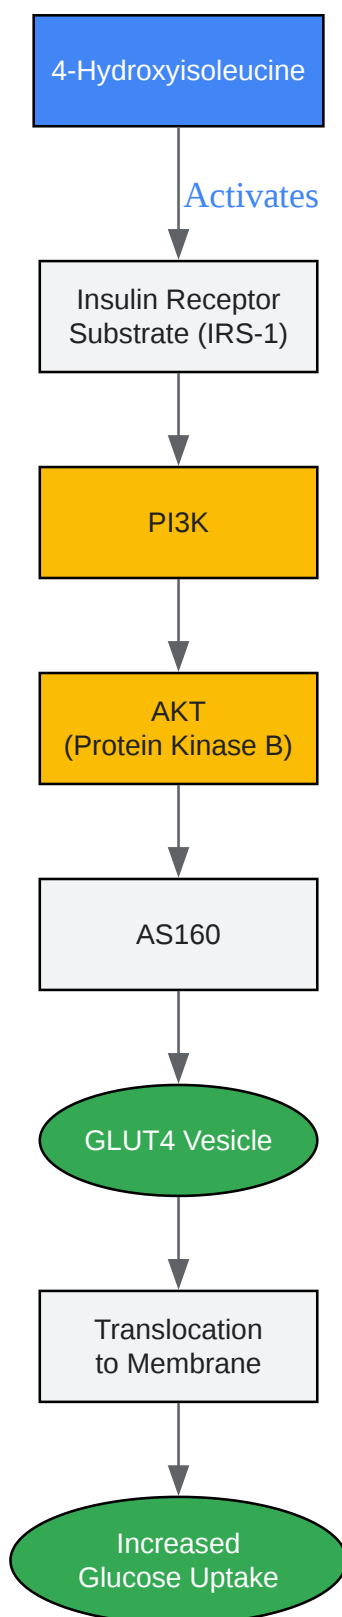 4-Hydroxyisoleucine
Activates
Insulin Receptor
Substrate (IRS-1)
PI3K
AKT
(Protein Kinase B)
AS160
GLUT4 Vesicle
Translocation
to Membrane
Increased
Glucose Uptake